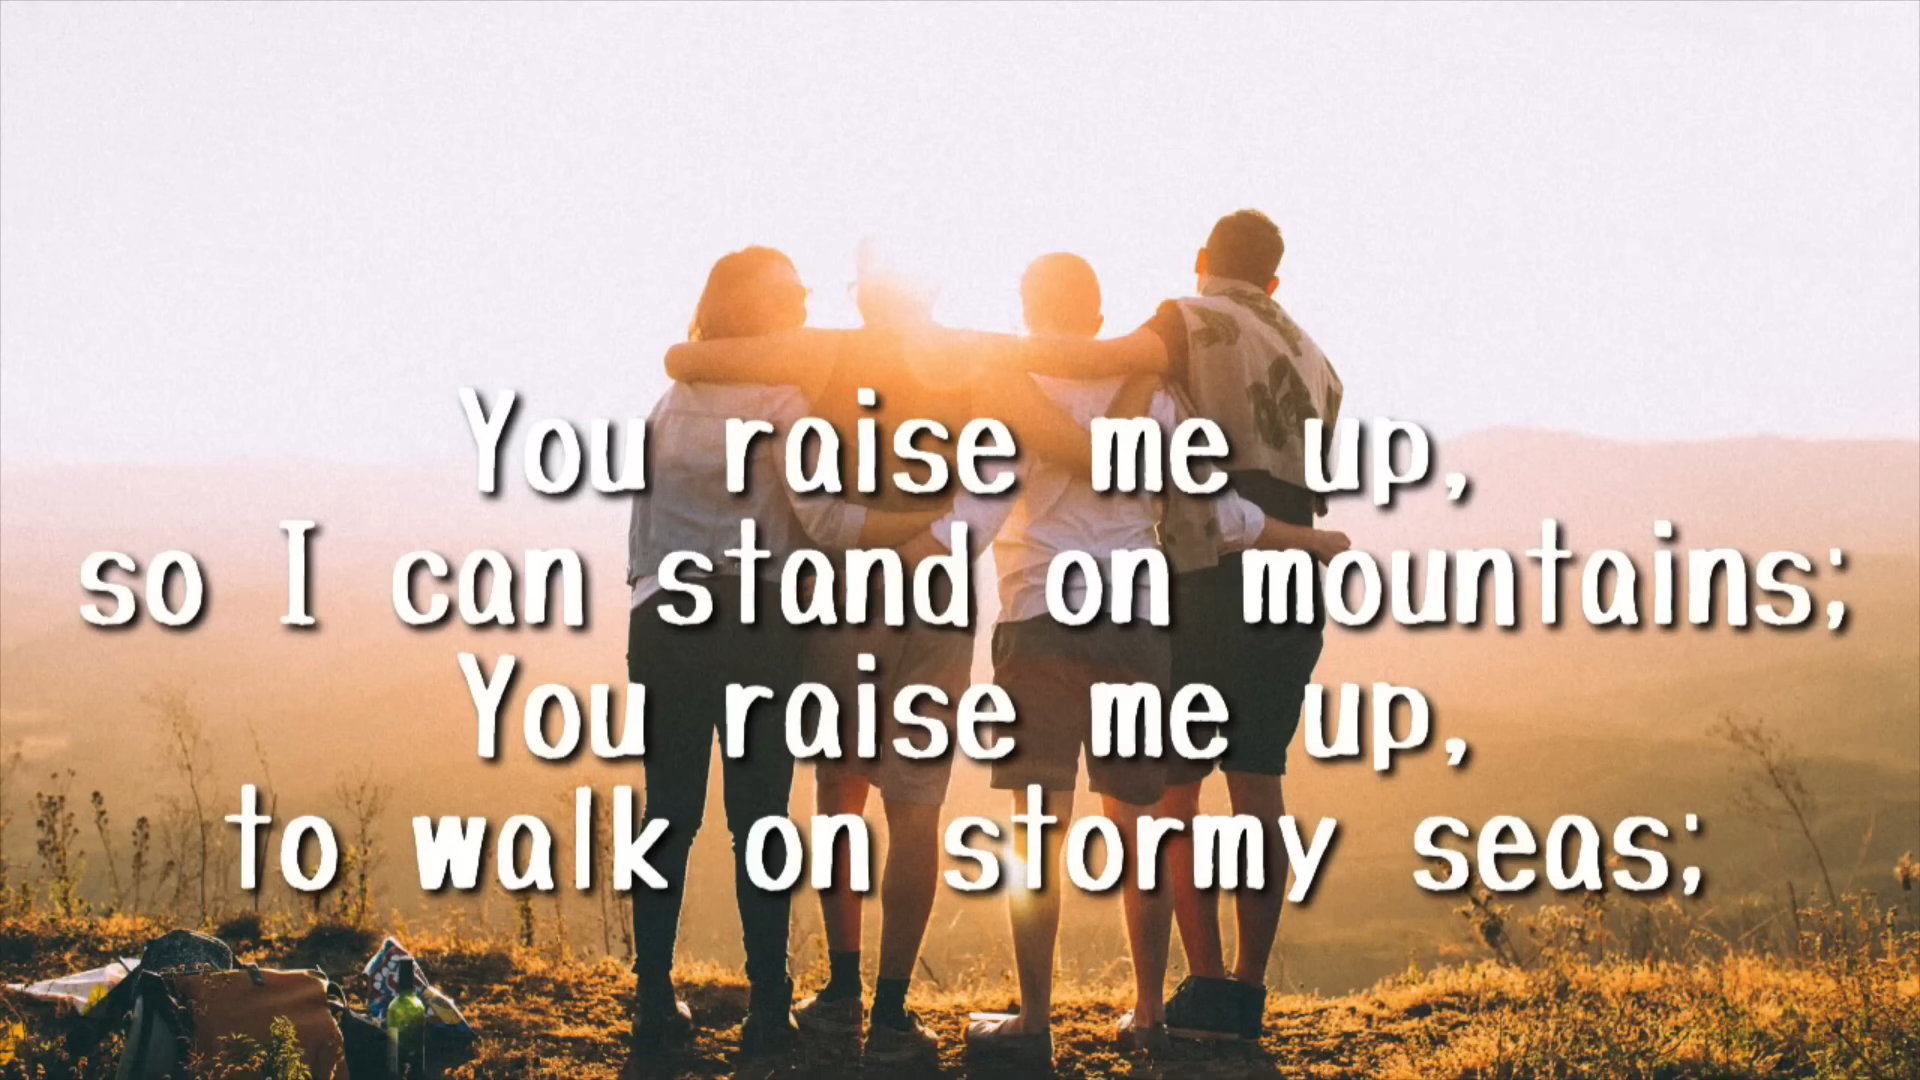 You raise me up,
so I can stand on mountains;
You raise me up,
to walk on stormy seas;